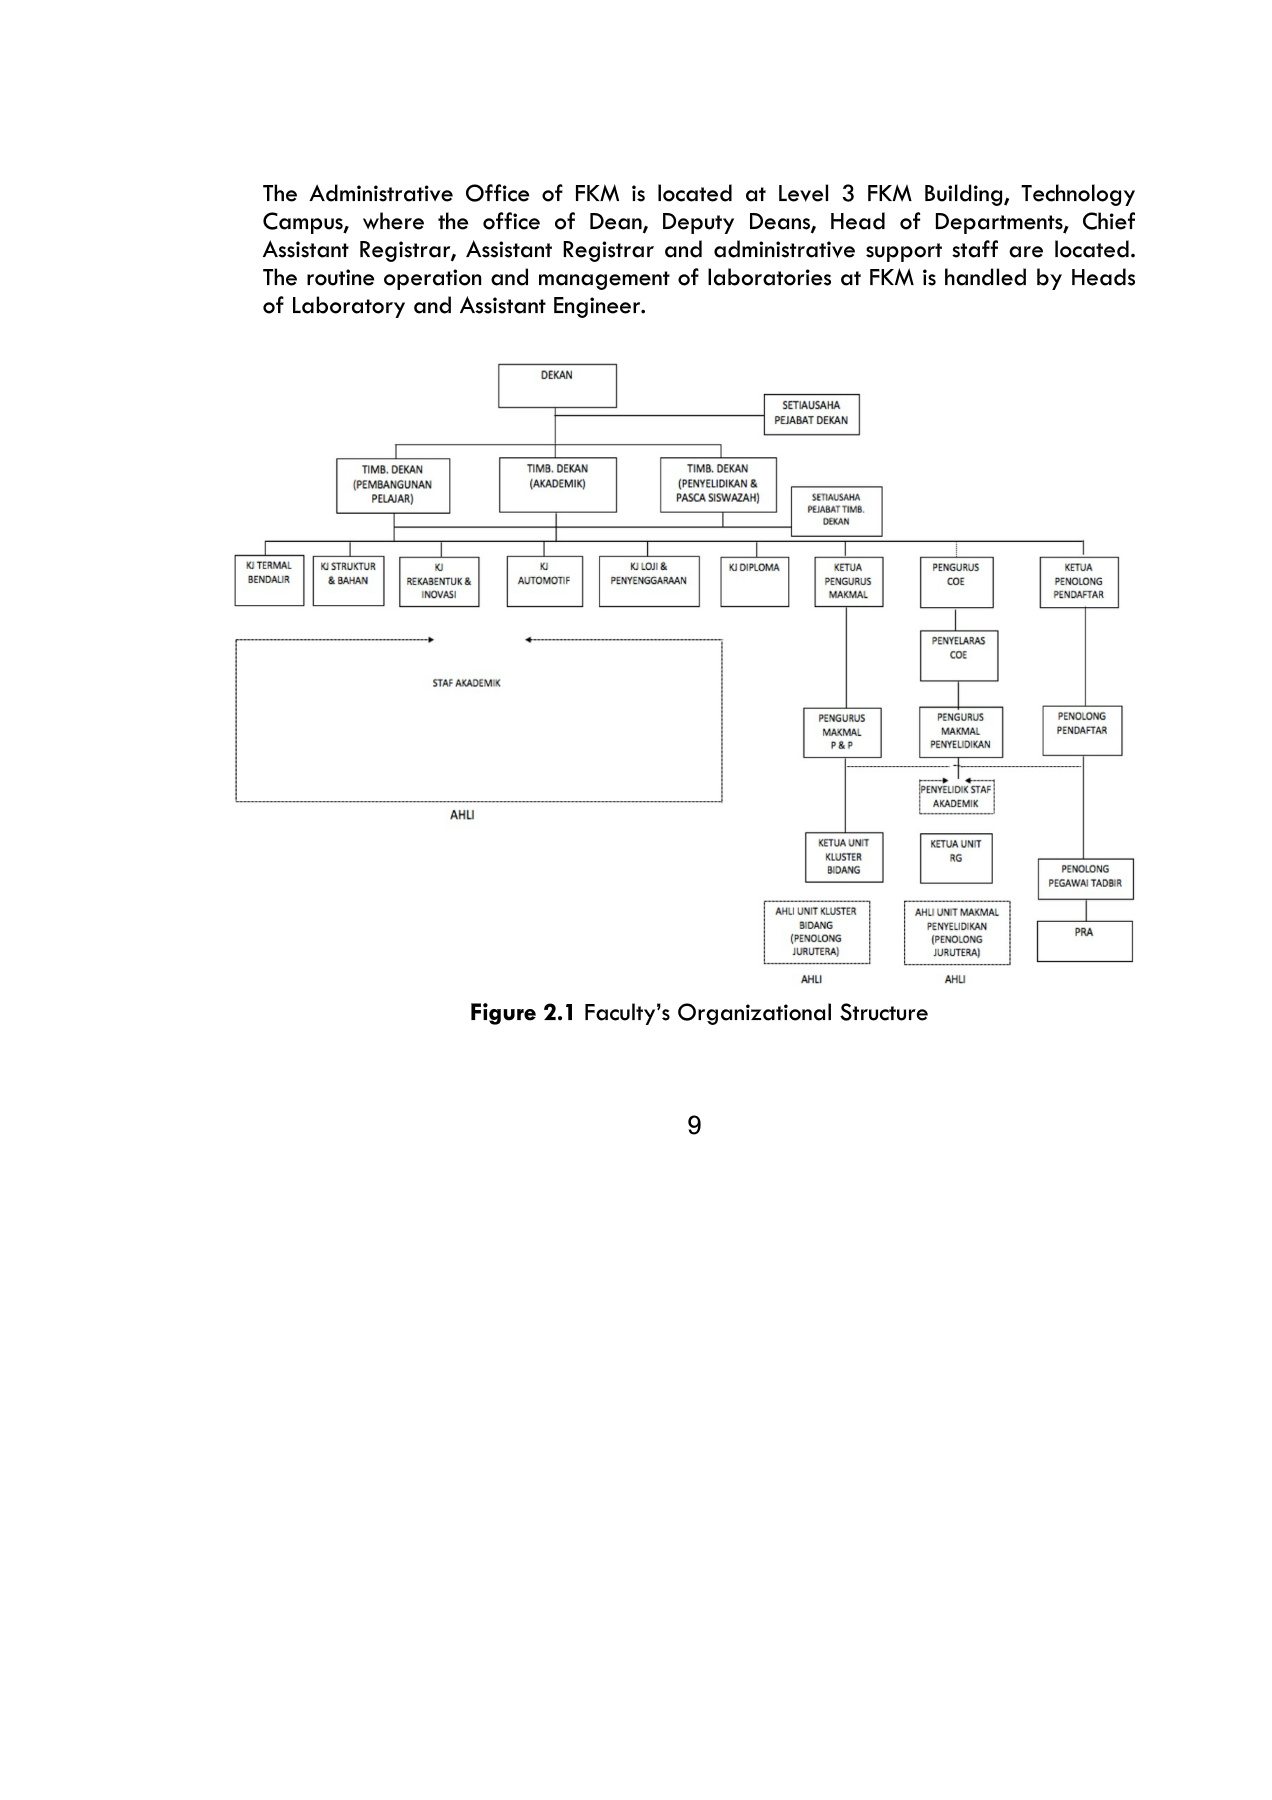 The Administrative Office of FKM is located at Level 3 FKM Building, Technology
Campus, where the office of Dean, Deputy Deans, Head of Departments, Chief
Assistant Registrar, Assistant Registrar and administrative support staff are located.
The routine operation and management of laboratories at FKM is handled by Heads
of Laboratory and Assistant Engineer.
DEKAN
SETIAUSAHA
PEJABAT DEKAN
TIMB. DEKAN
(PEMBANGUNAN
PELAJAR)
TIMB. DEKAN
(AKADEMIK)
TIMB. DEKAN
(PENYELIDIKAN &
PASCA SISWAZAH)
SETIAUSAHA
PEJABAT TIMB.
DEKAN
KJ TERMAL
BENDALIR
KJ STRUKTUR
& BAHAN
KJ
REKABENTUK &
INOVASI
KJ
AUTOMOTIF
KJ LOJI &
PENYENGGARAAN
KJ DIPLOMA
KETUA
PENGURUS
MAKMAL
PENGURUS
COE
KETUA
PENOLONG
PENDAFTAR
PENYELARAS
COE
STAF AKADEMIK
AHLI
PENGURUS
MAKMAL
P & P
PENGURUS
MAKMAL
PENYELIDIKAN
PENOLONG
PENDAFTAR
PENYELIDIK STAF
AKADEMIK
KETUA UNIT
KLUSTER
BIDANG
KETUA UNIT
RG
PENOLONG
PEGAWAI TADBIR
AHLI UNIT KLUSTER
BIDANG
(PENOLONG
JURUTERA)
AHLI UNIT MAKMAL
PENYELIDIKAN
(PENOLONG
JURUTERA)
PRA
AHLI
AHLI
Figure 2.1 Faculty’s Organizational Structure
9